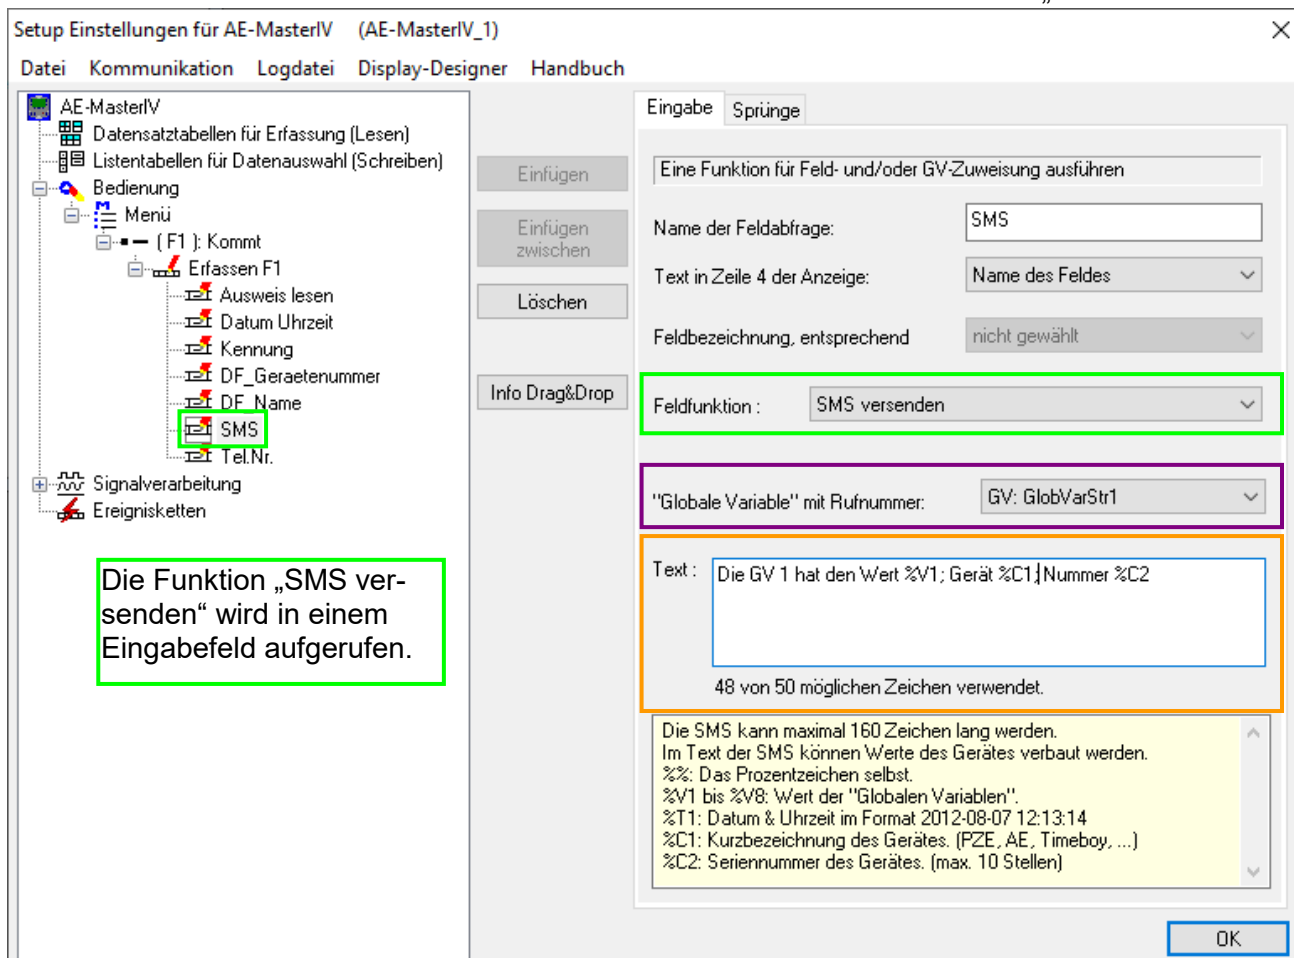 „
Setup Einstellungen für AE-MasterIV (AE-MasterIV_1)
Datei Kommunikation Logdatei Display-Designer Handbuch
AE-MasterIV
Datensatztabellen für Erfassung (Lesen)
Listentabellen für Datenauswahl (Schreiben)
Bedienung
Menü
( F1 ): Kommt
Erfassen F1
Ausweis lesen
Datum Uhrzeit
Kennung
DF_Geraetenummer
DF_Name
SMS
Tel.Nr.
Signalverarbeitung
Ereignisketten
Die Funktion „SMS ver-
senden“ wird in einem
Eingabefeld aufgerufen.
Einfügen
Einfügen
zwischen
Löschen
Info Drag&Drop
Eingabe Sprünge
Eine Funktion für Feld- und/oder GV-Zuweisung ausführen
Name der Feldabfrage: SMS
Text in Zeile 4 der Anzeige: Name des Feldes
Feldbezeichnung, entsprechend nicht gewählt
Feldfunktion : SMS versenden
"Globale Variable" mit Rufnummer: GV: GlobVarStr1
Text : Die GV 1 hat den Wert %V1; Gerät %C1; Nummer %C2
48 von 50 möglichen Zeichen verwendet.
Die SMS kann maximal 160 Zeichen lang werden.
Im Text der SMS können Werte des Gerätes verbaut werden.
%%: Das Prozentzeichen selbst.
%V1 bis %V8: Wert der "Globalen Variablen".
%T1: Datum & Uhrzeit im Format 2012-08-07 12:13:14
%C1: Kurzbezeichnung des Gerätes. (PZE, AE, Timeboy, ...)
%C2: Seriennummer des Gerätes. (max. 10 Stellen)
OK